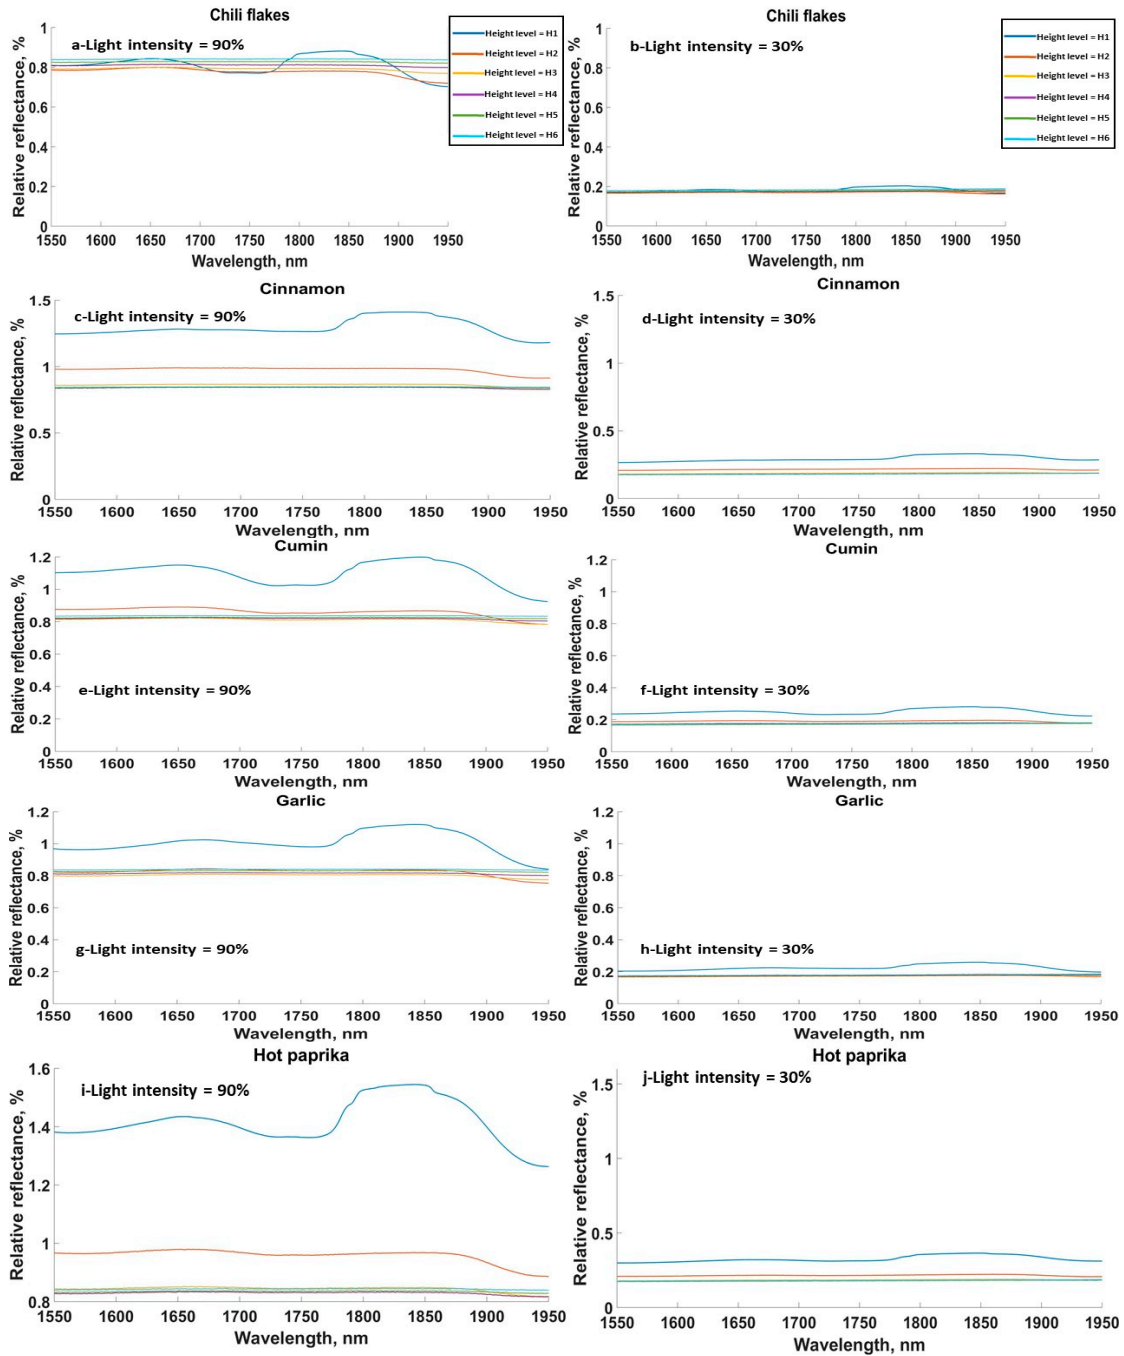 Chili flakes
Relative reflectance, %
a-Light intensity = 90%
1
0.8
0.6
0.4
0.2
0
1550 1600 1650 1700 1750 1800 1850 1900 1950
Wavelength, nm
Height level = H1
Height level = H2
Height level = H3
Height level = H4
Height level = H5
Height level = H6
Chili flakes
Relative reflectance, %
b-Light intensity = 30%
1
0.8
0.6
0.4
0.2
0
1550 1600 1650 1700 1750 1800 1850 1900 1950
Wavelength, nm
Height level = H1
Height level = H2
Height level = H3
Height level = H4
Height level = H5
Height level = H6
Cinnamon
Relative reflectance, %
c-Light intensity = 90%
1.5
1
0.5
0
1550 1600 1650 1700 1750 1800 1850 1900 1950
Wavelength, nm
Cinnamon
Relative reflectance, %
d-Light intensity = 30%
1.5
1
0.5
0
1550 1600 1650 1700 1750 1800 1850 1900 1950
Wavelength, nm
Cumin
Relative reflectance, %
1.2
1
0.8
0.6
0.4
0.2
0
e-Light intensity = 90%
1550 1600 1650 1700 1750 1800 1850 1900 1950
Wavelength, nm
Cumin
Relative reflectance, %
1.2
1
0.8
0.6
0.4
0.2
0
f-Light intensity = 30%
1550 1600 1650 1700 1750 1800 1850 1900 1950
Wavelength, nm
Garlic
Relative reflectance, %
1.2
1
0.8
0.6
0.4
0.2
0
g-Light intensity = 90%
1550 1600 1650 1700 1750 1800 1850 1900 1950
Wavelength, nm
Garlic
Relative reflectance, %
1.2
1
0.8
0.6
0.4
0.2
0
h-Light intensity = 30%
1550 1600 1650 1700 1750 1800 1850 1900 1950
Wavelength, nm
Hot paprika
Relative reflectance, %
i-Light intensity = 90%
1.6
1.4
1.2
1
0.8
1550 1600 1650 1700 1750 1800 1850 1900 1950
Wavelength, nm
Hot paprika
Relative reflectance, %
j-Light intensity = 30%
1.5
1
0.5
0
1550 1600 1650 1700 1750 1800 1850 1900 1950
Wavelength, nm